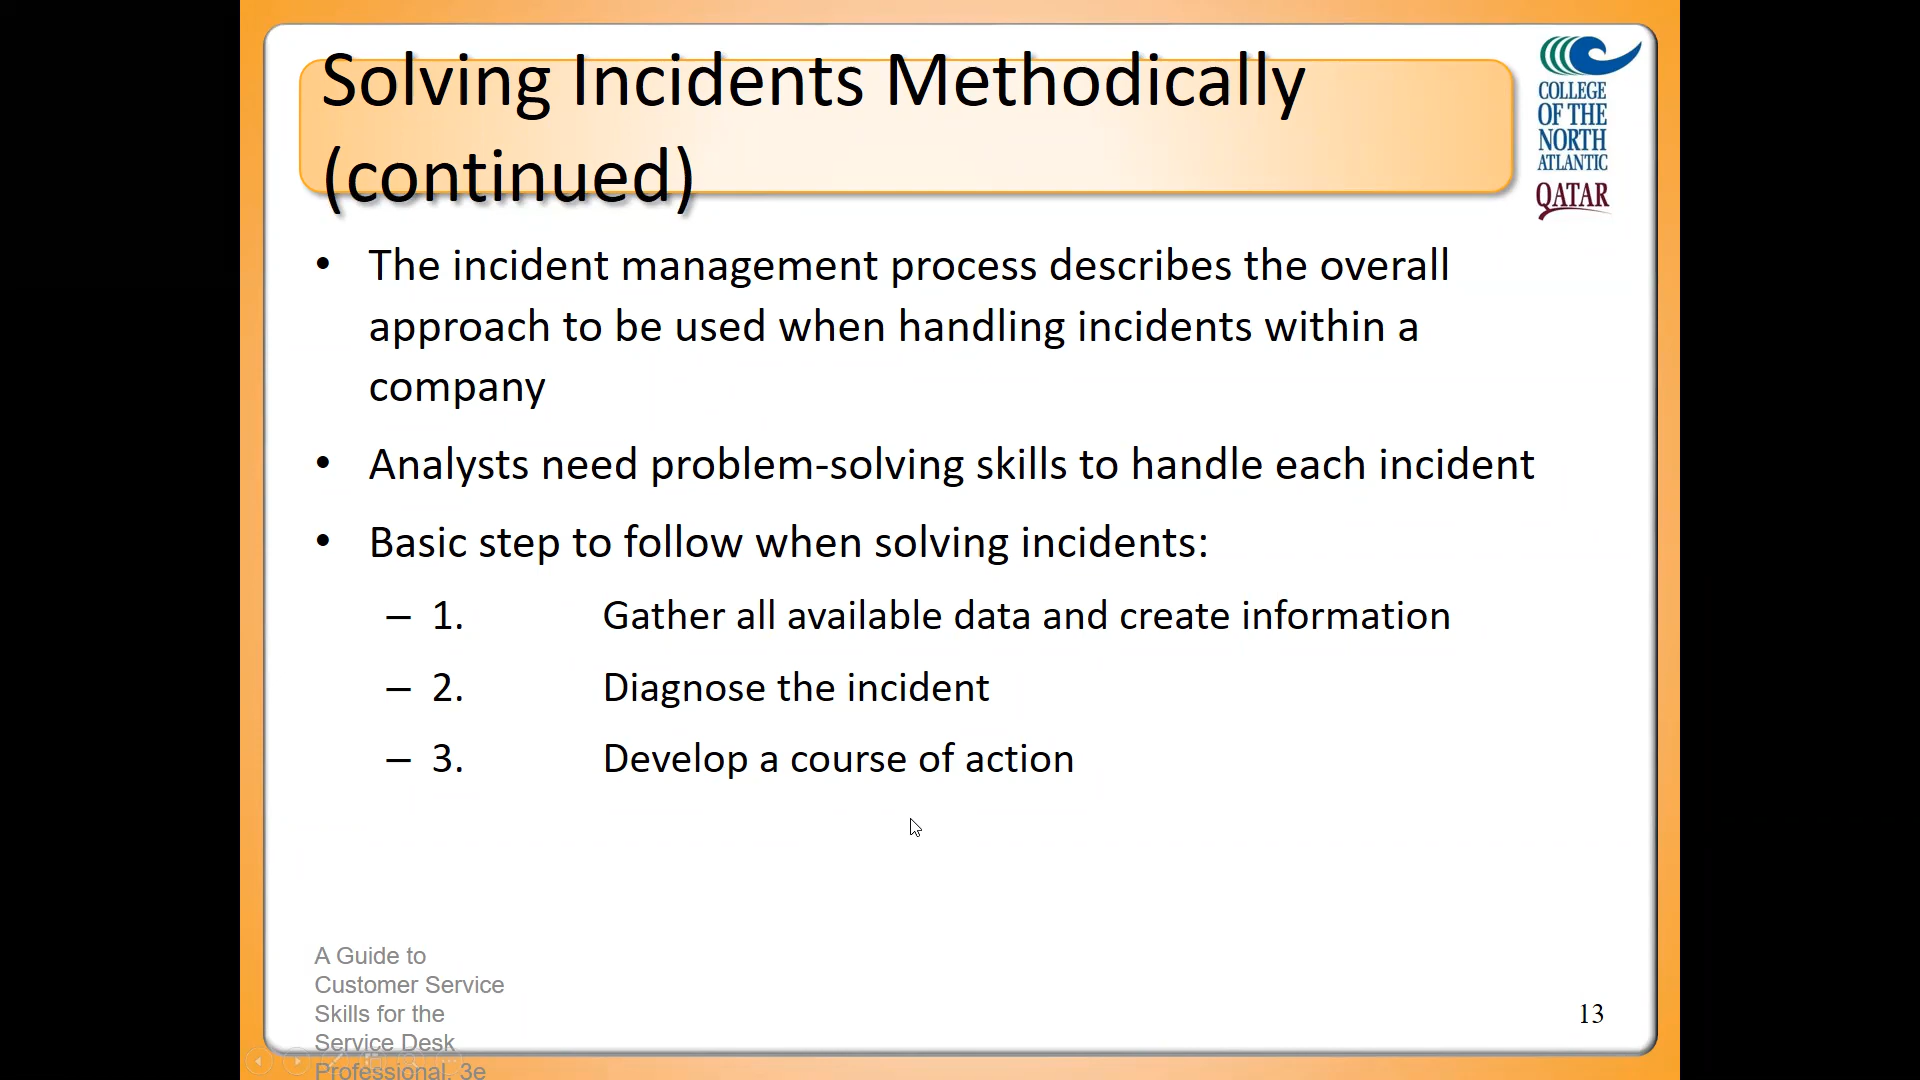 Solving Incidents Methodically
(continued)
COLLEGE
OF THE
NORTH
ATLANTIC
QATAR
• The incident management process describes the overall
approach to be used when handling incidents within a
company
• Analysts need problem-solving skills to handle each incident
• Basic step to follow when solving incidents:
– 1. Gather all available data and create information
– 2. Diagnose the incident
– 3. Develop a course of action
A Guide to
Customer Service
Skills for the
Service Desk
Professional, 3e
13